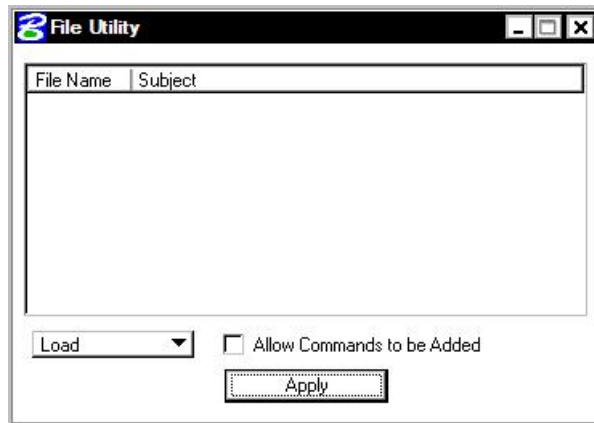 File Utility
File Name Subject
Load Allow Commands to be Added
Apply